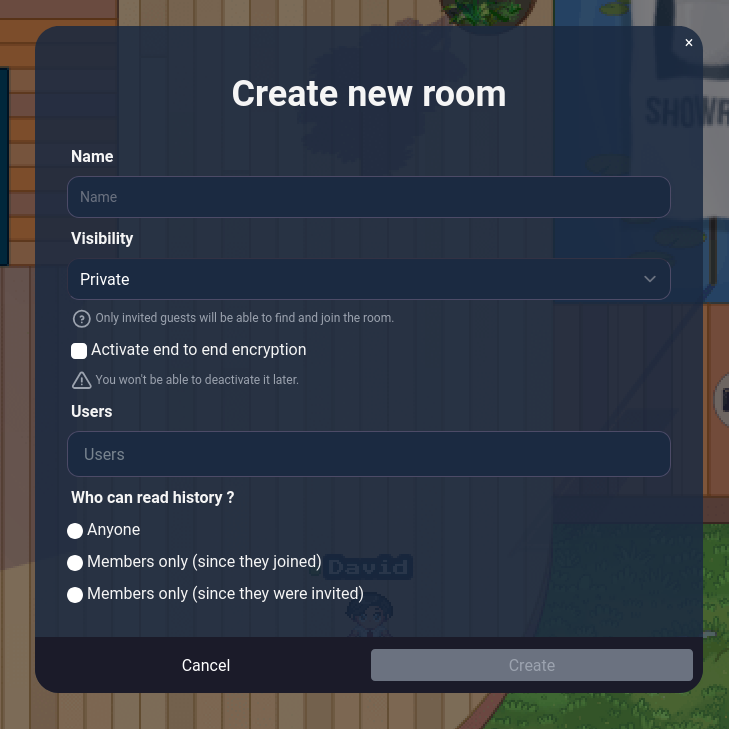 ×
SHOWR
Create new room
Name
Name
Visibility
Private
Only invited guests will be able to find and join the room.
Activate end to end encryption
You won't be able to deactivate it later.
Users
Users
Who can read history ?
Anyone
Members only (since they joined)
David
Members only (since they were invited)
Cancel
Create